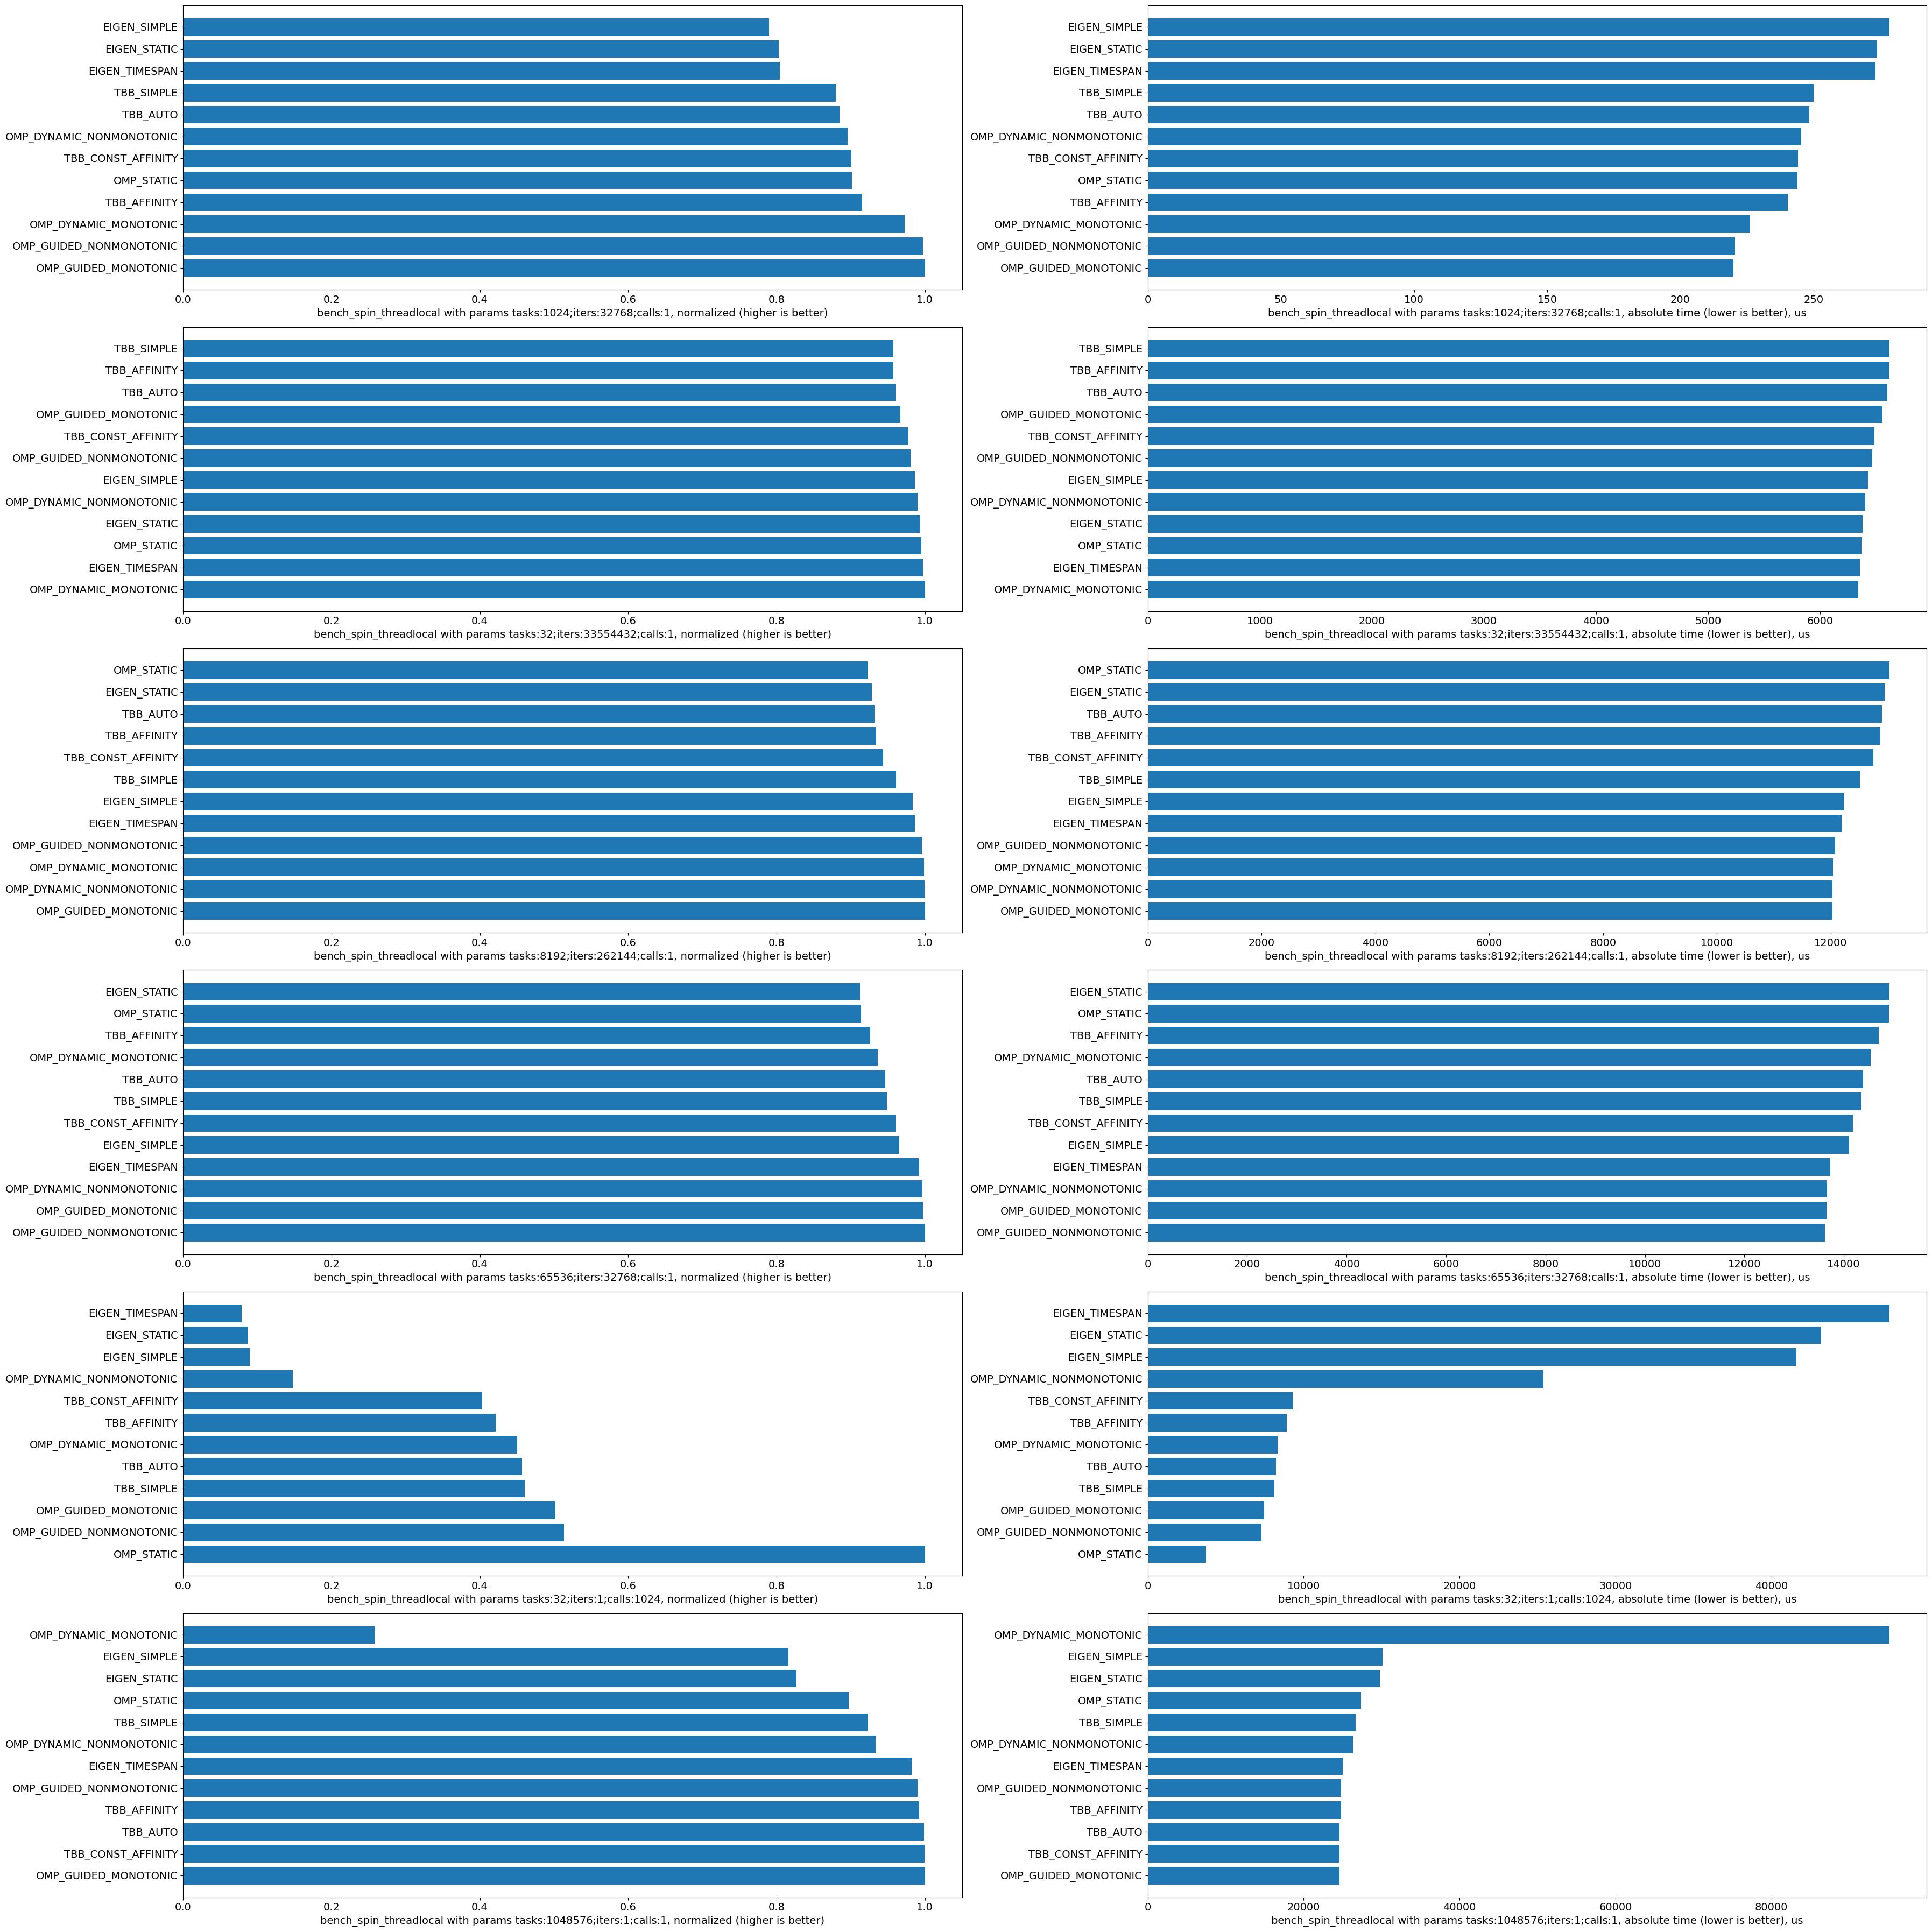 EIGEN_SIMPLE
EIGEN_STATIC
EIGEN_TIMESPAN
TBB_SIMPLE
TBB_AUTO
OMP_DYNAMIC_NONMONOTONIC
TBB_CONST_AFFINITY
OMP_STATIC
TBB_AFFINITY
OMP_DYNAMIC_MONOTONIC
OMP_GUIDED_NONMONOTONIC
OMP_GUIDED_MONOTONIC
0.0 0.2 0.4 0.6 0.8 1.0
bench_spin_threadlocal with params tasks:1024;iters:32768;calls:1, normalized (higher is better)
EIGEN_SIMPLE
EIGEN_STATIC
EIGEN_TIMESPAN
TBB_SIMPLE
TBB_AUTO
OMP_DYNAMIC_NONMONOTONIC
TBB_CONST_AFFINITY
OMP_STATIC
TBB_AFFINITY
OMP_DYNAMIC_MONOTONIC
OMP_GUIDED_NONMONOTONIC
OMP_GUIDED_MONOTONIC
0 50 100 150 200 250
bench_spin_threadlocal with params tasks:1024;iters:32768;calls:1, absolute time (lower is better), us
TBB_SIMPLE
TBB_AFFINITY
TBB_AUTO
OMP_GUIDED_MONOTONIC
TBB_CONST_AFFINITY
OMP_GUIDED_NONMONOTONIC
EIGEN_SIMPLE
OMP_DYNAMIC_NONMONOTONIC
EIGEN_STATIC
OMP_STATIC
EIGEN_TIMESPAN
OMP_DYNAMIC_MONOTONIC
0.0 0.2 0.4 0.6 0.8 1.0
bench_spin_threadlocal with params tasks:32;iters:33554432;calls:1, normalized (higher is better)
TBB_SIMPLE
TBB_AFFINITY
TBB_AUTO
OMP_GUIDED_MONOTONIC
TBB_CONST_AFFINITY
OMP_GUIDED_NONMONOTONIC
EIGEN_SIMPLE
OMP_DYNAMIC_NONMONOTONIC
EIGEN_STATIC
OMP_STATIC
EIGEN_TIMESPAN
OMP_DYNAMIC_MONOTONIC
0 1000 2000 3000 4000 5000 6000
bench_spin_threadlocal with params tasks:32;iters:33554432;calls:1, absolute time (lower is better), us
OMP_STATIC
EIGEN_STATIC
TBB_AUTO
TBB_AFFINITY
TBB_CONST_AFFINITY
TBB_SIMPLE
EIGEN_SIMPLE
EIGEN_TIMESPAN
OMP_GUIDED_NONMONOTONIC
OMP_DYNAMIC_MONOTONIC
OMP_DYNAMIC_NONMONOTONIC
OMP_GUIDED_MONOTONIC
0.0 0.2 0.4 0.6 0.8 1.0
bench_spin_threadlocal with params tasks:8192;iters:262144;calls:1, normalized (higher is better)
OMP_STATIC
EIGEN_STATIC
TBB_AUTO
TBB_AFFINITY
TBB_CONST_AFFINITY
TBB_SIMPLE
EIGEN_SIMPLE
EIGEN_TIMESPAN
OMP_GUIDED_NONMONOTONIC
OMP_DYNAMIC_MONOTONIC
OMP_DYNAMIC_NONMONOTONIC
OMP_GUIDED_MONOTONIC
0 2000 4000 6000 8000 10000 12000
bench_spin_threadlocal with params tasks:8192;iters:262144;calls:1, absolute time (lower is better), us
EIGEN_STATIC
OMP_STATIC
TBB_AFFINITY
OMP_DYNAMIC_MONOTONIC
TBB_AUTO
TBB_SIMPLE
TBB_CONST_AFFINITY
EIGEN_SIMPLE
EIGEN_TIMESPAN
OMP_DYNAMIC_NONMONOTONIC
OMP_GUIDED_MONOTONIC
OMP_GUIDED_NONMONOTONIC
0.0 0.2 0.4 0.6 0.8 1.0
bench_spin_threadlocal with params tasks:65536;iters:32768;calls:1, normalized (higher is better)
EIGEN_STATIC
OMP_STATIC
TBB_AFFINITY
OMP_DYNAMIC_MONOTONIC
TBB_AUTO
TBB_SIMPLE
TBB_CONST_AFFINITY
EIGEN_SIMPLE
EIGEN_TIMESPAN
OMP_DYNAMIC_NONMONOTONIC
OMP_GUIDED_MONOTONIC
OMP_GUIDED_NONMONOTONIC
0 2000 4000 6000 8000 10000 12000 14000
bench_spin_threadlocal with params tasks:65536;iters:32768;calls:1, absolute time (lower is better), us
EIGEN_TIMESPAN
EIGEN_STATIC
EIGEN_SIMPLE
OMP_DYNAMIC_NONMONOTONIC
TBB_CONST_AFFINITY
TBB_AFFINITY
OMP_DYNAMIC_MONOTONIC
TBB_AUTO
TBB_SIMPLE
OMP_GUIDED_MONOTONIC
OMP_GUIDED_NONMONOTONIC
OMP_STATIC
0.0 0.2 0.4 0.6 0.8 1.0
bench_spin_threadlocal with params tasks:32;iters:1;calls:1024, normalized (higher is better)
EIGEN_TIMESPAN
EIGEN_STATIC
EIGEN_SIMPLE
OMP_DYNAMIC_NONMONOTONIC
TBB_CONST_AFFINITY
TBB_AFFINITY
OMP_DYNAMIC_MONOTONIC
TBB_AUTO
TBB_SIMPLE
OMP_GUIDED_MONOTONIC
OMP_GUIDED_NONMONOTONIC
OMP_STATIC
0 10000 20000 30000 40000
bench_spin_threadlocal with params tasks:32;iters:1;calls:1024, absolute time (lower is better), us
OMP_DYNAMIC_MONOTONIC
EIGEN_SIMPLE
EIGEN_STATIC
OMP_STATIC
TBB_SIMPLE
OMP_DYNAMIC_NONMONOTONIC
EIGEN_TIMESPAN
OMP_GUIDED_NONMONOTONIC
TBB_AFFINITY
TBB_AUTO
TBB_CONST_AFFINITY
OMP_GUIDED_MONOTONIC
0.0 0.2 0.4 0.6 0.8 1.0
bench_spin_threadlocal with params tasks:1048576;iters:1;calls:1, normalized (higher is better)
OMP_DYNAMIC_MONOTONIC
EIGEN_SIMPLE
EIGEN_STATIC
OMP_STATIC
TBB_SIMPLE
OMP_DYNAMIC_NONMONOTONIC
EIGEN_TIMESPAN
OMP_GUIDED_NONMONOTONIC
TBB_AFFINITY
TBB_AUTO
TBB_CONST_AFFINITY
OMP_GUIDED_MONOTONIC
0 20000 40000 60000 80000
bench_spin_threadlocal with params tasks:1048576;iters:1;calls:1, absolute time (lower is better), us